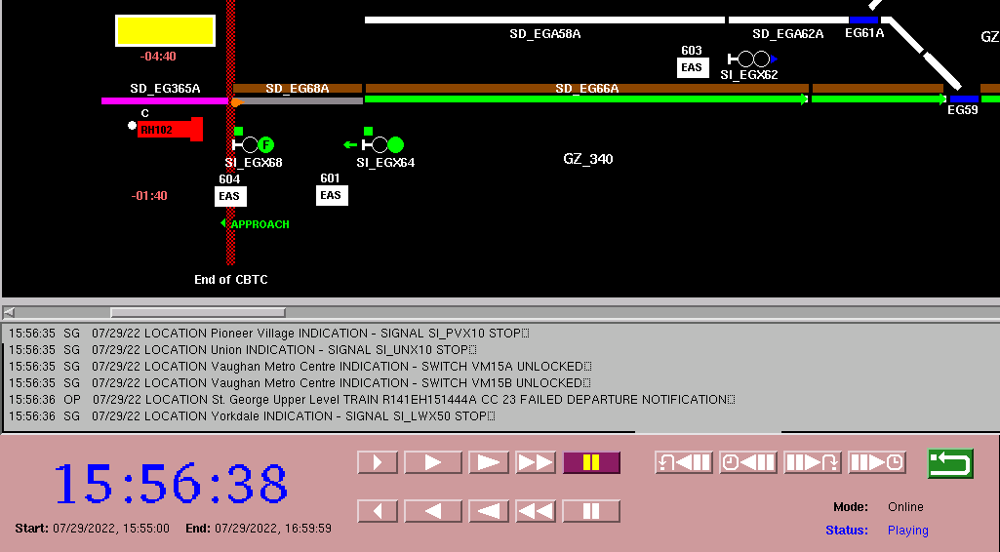 SD_EGA58A
SD_EGA62A
EG61A
GZ
603
EAS
SI_EGX62
-04:40
SD_EG365A
SD_EG68A
SD_EG66A
EG59
C
RH102
F
SI_EGX68
SI_EGX64
GZ_340
604
EAS
601
EAS
-01:40
APPROACH
End of CBTC
15:56:35 SG 07/29/22 LOCATION Pioneer Village INDICATION - SIGNAL SI_PVX10 STOP
15:56:35 SG 07/29/22 LOCATION Union INDICATION - SIGNAL SI_UNX10 STOP
15:56:35 SG 07/29/22 LOCATION Vaughan Metro Centre INDICATION - SWITCH VM15A UNLOCKED
15:56:35 SG 07/29/22 LOCATION Vaughan Metro Centre INDICATION - SWITCH VM15B UNLOCKED
15:56:36 OP 07/29/22 LOCATION St. George Upper Level TRAIN R141EH151444A CC 23 FAILED DEPARTURE NOTIFICATION
15:56:36 SG 07/29/22 LOCATION Yorkdale INDICATION - SIGNAL SI_LWX50 STOP
15:56:38
Start: 07/29/2022, 15:55:00 End: 07/29/2022, 16:59:59
Mode: Online
Status: Playing